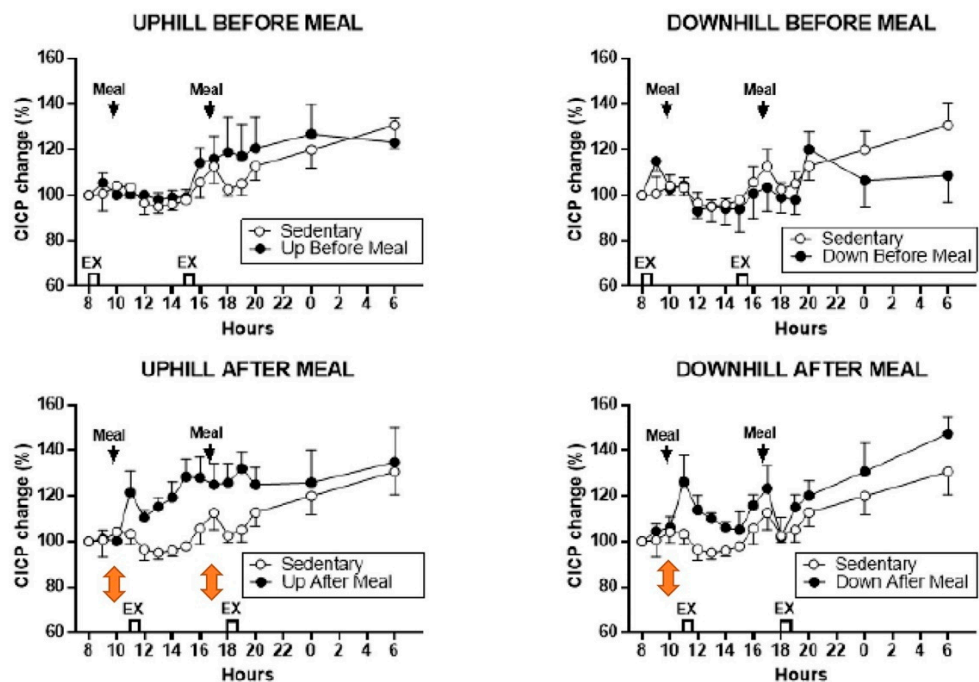 UPHILL BEFORE MEAL
CICP change (%)
160
140
120
100
80
60
Meal
Meal
Sedentary
Up Before Meal
EX
EX
8 10 12 14 16 18 20 22 0 2 4 6
Hours
DOWNHILL BEFORE MEAL
CICP change (%)
160
140
120
100
80
60
Meal
Meal
Sedentary
Down Before Meal
EX
EX
8 10 12 14 16 18 20 22 0 2 4 6
Hours
UPHILL AFTER MEAL
CICP change (%)
160
140
120
100
80
60
Meal
Meal
Sedentary
Up After Meal
EX
EX
8 10 12 14 16 18 20 22 0 2 4 6
Hours
DOWNHILL AFTER MEAL
CICP change (%)
160
140
120
100
80
60
Meal
Meal
Sedentary
Down After Meal
EX
EX
8 10 12 14 16 18 20 22 0 2 4 6
Hours